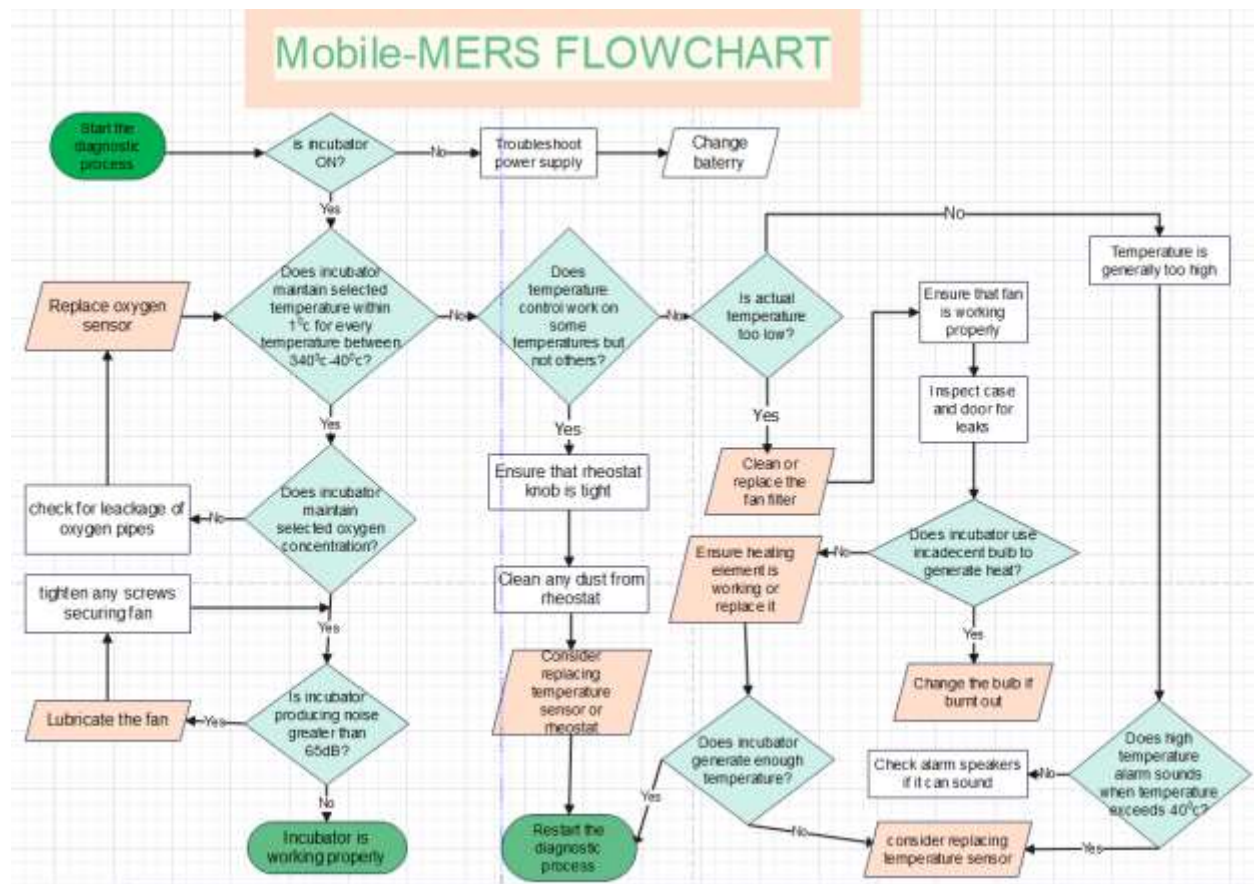 Mobile-MERS FLOWCHART
Start the
diagnostic
process
is incubator
ON?
No
Troubleshoot
power supply
Change
baterry
Yes
No
Does incubator
maintain selected
temperature within
1⁰c for every
temperature between
340⁰c-40⁰c?
No
Does
temperature
control work on
some
temperatures but
not others?
No
Is actual
temperature
too low?
Temperature is
generally too high
Replace oxygen
sensor
Ensure that fan
is working
properly
Inspect case
and door for
leaks
Yes
Yes
Yes
Ensure that rheostat
knob is tight
Clean or
replace the
fan filter
check for leackage of
oxygen pipes
No
Does incubator
maintain
selected oxygen
concentration?
Ensure heating
element is
working or
replace it
No
Does incubator use
incadecent bulb to
generate heat?
Clean any dust from
rheostat
tighten any screws
securing fan
Yes
Yes
Consider
replacing
temperature
sensor or
rheostat
Change the bulb if
burnt out
Lubricate the fan
Yes
Is incubator
producing noise
greater than
65dB?
Does incubator
generate enough
temperature?
Check alarm speakers
if it can sound
No
Does high
temperature
alarm sounds
when temperature
exceeds 40⁰c?
No
Yes
Incubator is
working properly
Restart the
diagnostic
process
No
consider replacing
temperature sensor
Yes